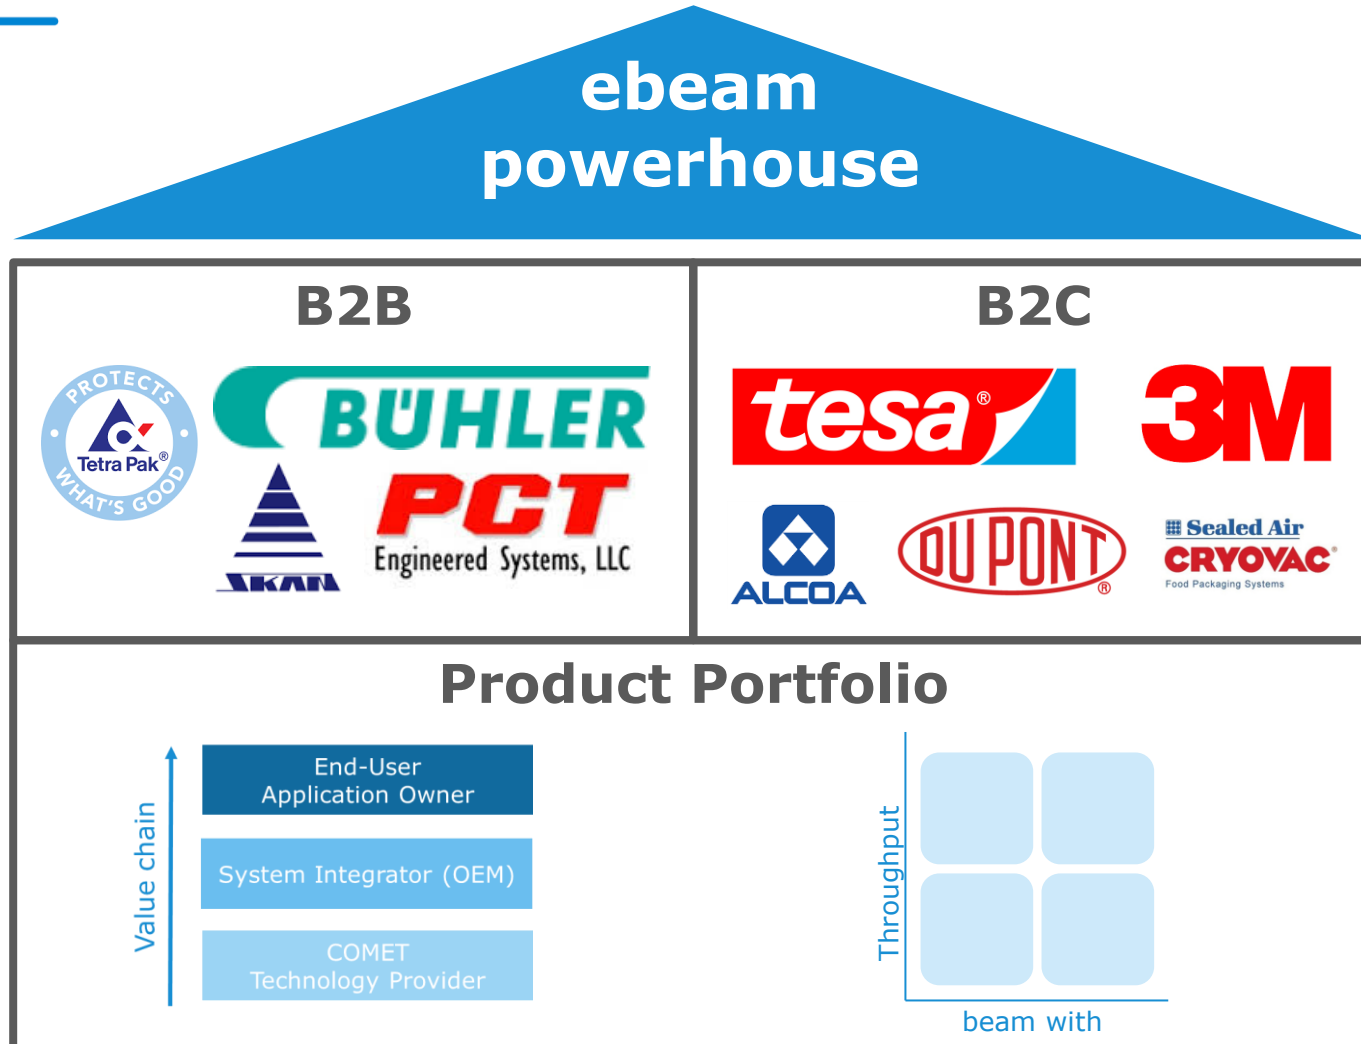 ebeam
powerhouse
B2B
B2C
PROTECTS
Tetra Pak®
WHAT'S GOOD
BÜHLER
SKAN
PCT
Engineered Systems, LLC
tesa®
3M
ALCOA
DU PONT®
Sealed Air
CRYOVAC®
Food Packaging Systems
Product Portfolio
Value chain
End-User
Application Owner
System Integrator (OEM)
COMET
Technology Provider
Throughput
beam with